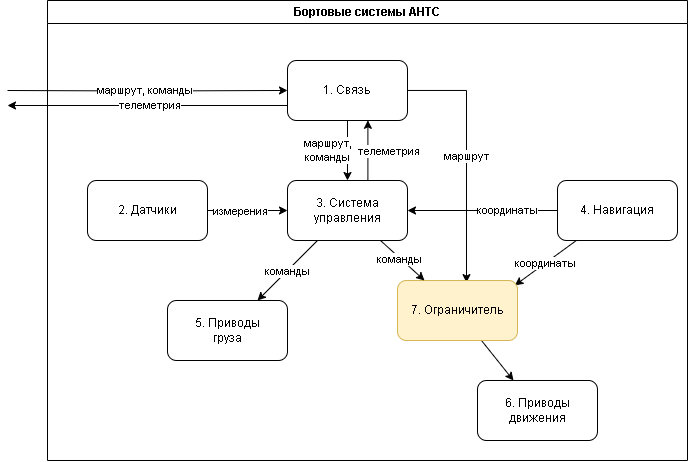 Бортовые системы АНТС
1. Связь
маршрут, команды
телеметрия
маршрут,
команды
телеметрия
маршрут
2. Датчики
измерения
3. Система
управления
координаты
4. Навигация
команды
команды
координаты
5. Приводы
груза
7. Ограничитель
6. Приводы
движения